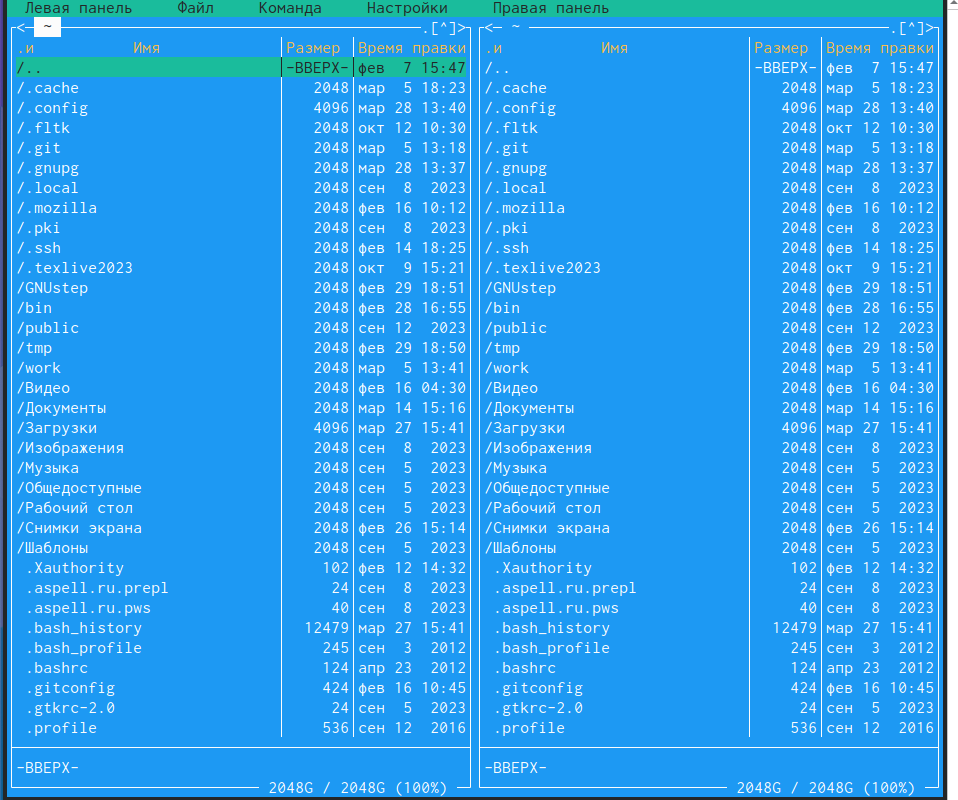 Левая панель Файл Команда Настройки Правая панель
<─ ~ .[^]> <─ ~ .[^]>
.и Имя Размер Время правки .и Имя Размер Время правки
/.. -ВВЕРХ- фев 7 15:47 /.. -ВВЕРХ- фев 7 15:47
/.cache 2048 мар 5 18:23 /.cache 2048 мар 5 18:23
/.config 4096 мар 28 13:40 /.config 4096 мар 28 13:40
/.fltk 2048 окт 12 10:30 /.fltk 2048 окт 12 10:30
/.git 2048 мар 5 13:18 /.git 2048 мар 5 13:18
/.gnupg 2048 мар 28 13:37 /.gnupg 2048 мар 28 13:37
/.local 2048 сен 8 2023 /.local 2048 сен 8 2023
/.mozilla 2048 фев 16 10:12 /.mozilla 2048 фев 16 10:12
/.pki 2048 сен 8 2023 /.pki 2048 сен 8 2023
/.ssh 2048 фев 14 18:25 /.ssh 2048 фев 14 18:25
/.texlive2023 2048 окт 9 15:21 /.texlive2023 2048 окт 9 15:21
/GNUstep 2048 фев 29 18:51 /GNUstep 2048 фев 29 18:51
/bin 2048 фев 28 16:55 /bin 2048 фев 28 16:55
/public 2048 сен 12 2023 /public 2048 сен 12 2023
/tmp 2048 фев 29 18:50 /tmp 2048 фев 29 18:50
/work 2048 мар 5 13:41 /work 2048 мар 5 13:41
/Видео 2048 фев 16 04:30 /Видео 2048 фев 16 04:30
/Документы 2048 мар 14 15:16 /Документы 2048 мар 14 15:16
/Загрузки 4096 мар 27 15:41 /Загрузки 4096 мар 27 15:41
/Изображения 2048 сен 8 2023 /Изображения 2048 сен 8 2023
/Музыка 2048 сен 5 2023 /Музыка 2048 сен 5 2023
/Общедоступные 2048 сен 5 2023 /Общедоступные 2048 сен 5 2023
/Рабочий стол 2048 сен 5 2023 /Рабочий стол 2048 сен 5 2023
/Снимки экрана 2048 фев 26 15:14 /Снимки экрана 2048 фев 26 15:14
/Шаблоны 2048 сен 5 2023 /Шаблоны 2048 сен 5 2023
.Xauthority 102 фев 12 14:32 .Xauthority 102 фев 12 14:32
.aspell.ru.prepl 24 сен 8 2023 .aspell.ru.prepl 24 сен 8 2023
.aspell.ru.pws 40 сен 8 2023 .aspell.ru.pws 40 сен 8 2023
.bash_history 12479 мар 27 15:41 .bash_history 12479 мар 27 15:41
.bash_profile 245 сен 3 2012 .bash_profile 245 сен 3 2012
.bashrc 124 апр 23 2012 .bashrc 124 апр 23 2012
.gitconfig 424 фев 16 10:45 .gitconfig 424 фев 16 10:45
.gtkrc-2.0 24 сен 5 2023 .gtkrc-2.0 24 сен 5 2023
.profile 536 сен 12 2016 .profile 536 сен 12 2016
-ВВЕРХ- -ВВЕРХ-
2048G / 2048G (100%) 2048G / 2048G (100%)